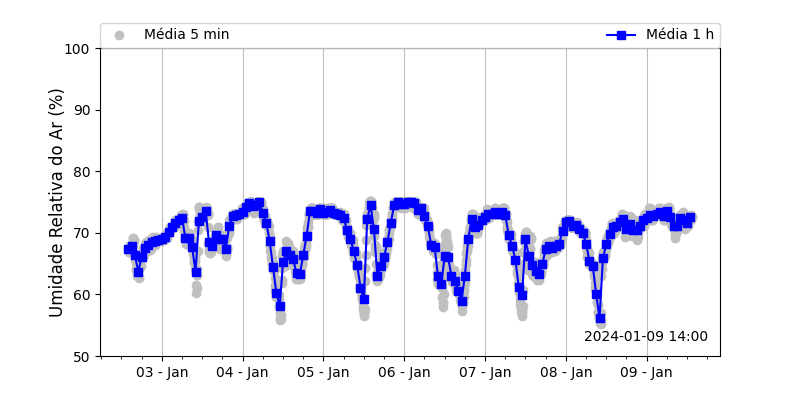 Média 5 min
Média 1 h
Umidade Relativa do Ar (%)
100
90
80
70
60
50
2024-01-09 14:00
03 - Jan
04 - Jan
05 - Jan
06 - Jan
07 - Jan
08 - Jan
09 - Jan